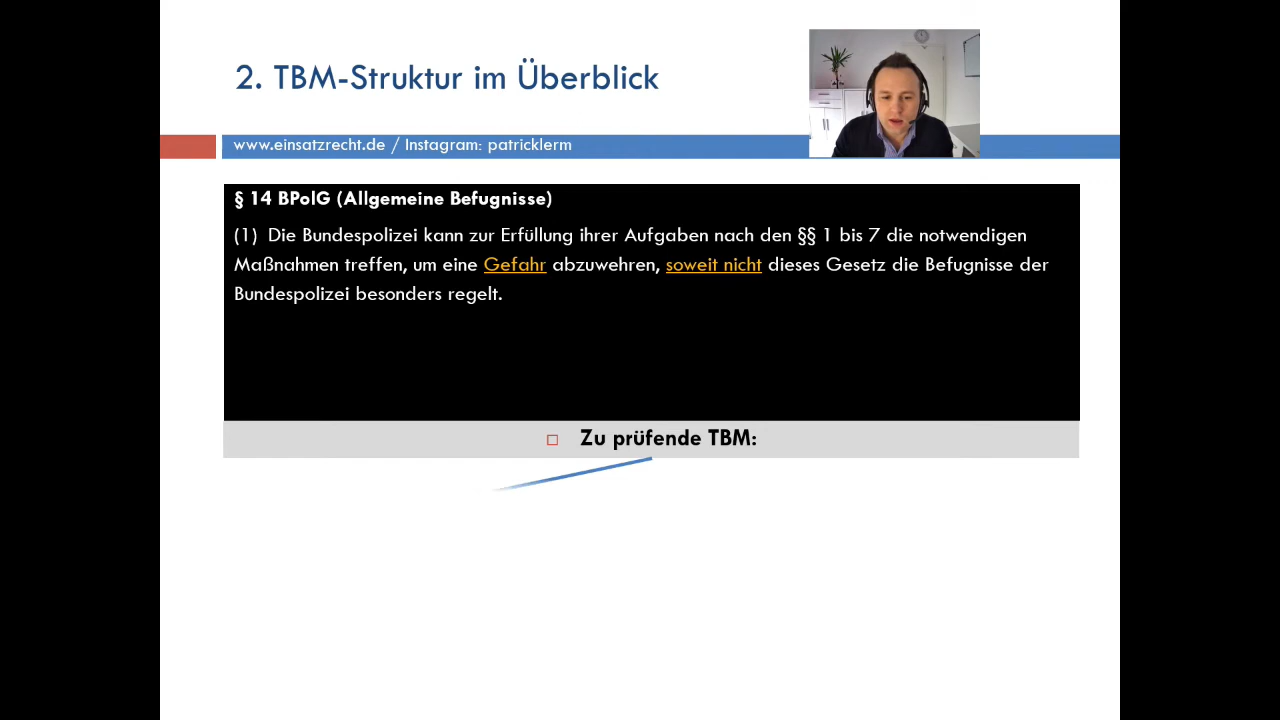 2. TBM-Struktur im Überblick
www.einsatzrecht.de / Instagram: patricklerm
§ 14 BPolG (Allgemeine Befugnisse)
(1) Die Bundespolizei kann zur Erfüllung ihrer Aufgaben nach den §§ 1 bis 7 die notwendigen
Maßnahmen treffen, um eine Gefahr abzuwehren, soweit nicht dieses Gesetz die Befugnisse der
Bundespolizei besonders regelt.
Zu prüfende TBM: